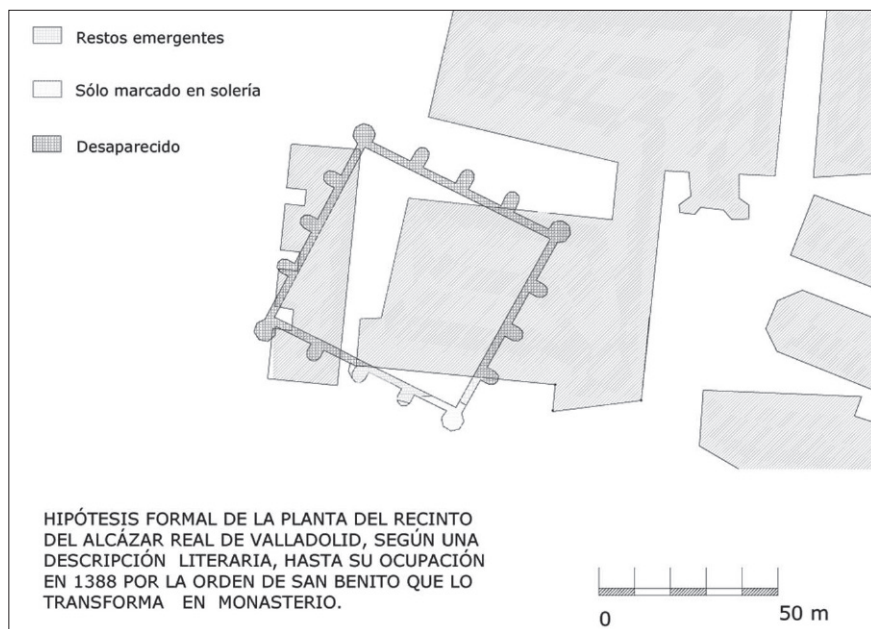 Restos emergentes
Sólo marcado en solería
Desaparecido
HIPÓTESIS FORMAL DE LA PLANTA DEL RECINTO
DEL ALCÁZAR REAL DE VALLADOLID, SEGÚN UNA
DESCRIPCIÓN LITERARIA, HASTA SU OCUPACIÓN
EN 1388 POR LA ORDEN DE SAN BENITO QUE LO
TRANSFORMA EN MONASTERIO.
0 50 m